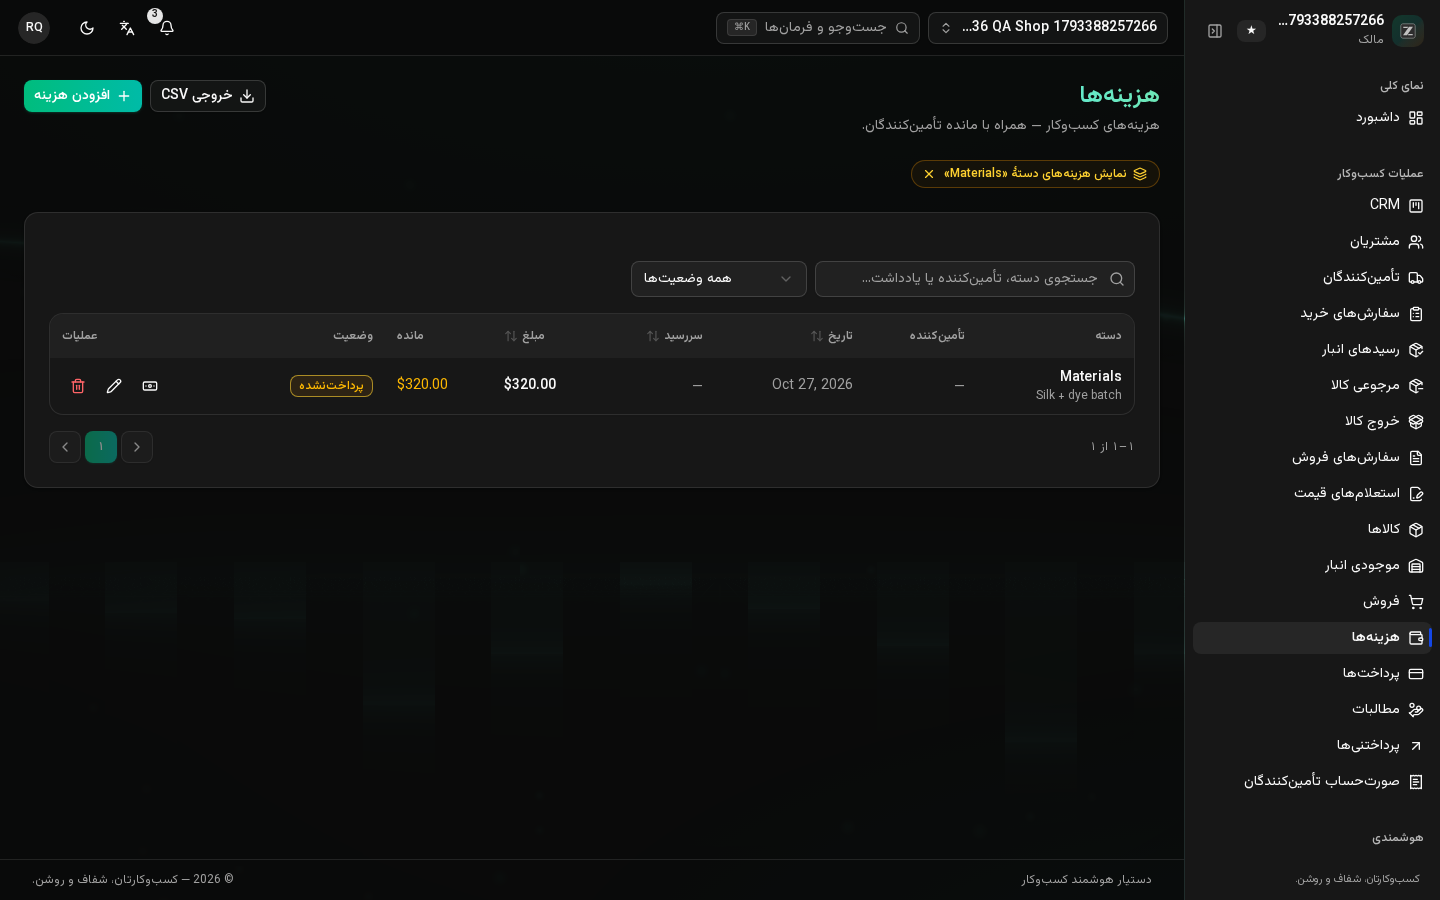 …793388257266
مالک
نمای کلی
داشبورد
عملیات کسب‌وکار
CRM
مشتریان
تأمین‌کنندگان
سفارش‌های خرید
رسیدهای انبار
مرجوعی کالا
خروج کالا
سفارش‌های فروش
استعلام‌های قیمت
کالاها
موجودی انبار
فروش
هزینه‌ها
پرداخت‌ها
مطالبات
پرداختنی‌ها
صورت‌حساب تأمین‌کنندگان
هوشمندی
کسب‌وکارتان، شفاف و روشن.
…36 QA Shop 1793388257266
جست‌وجو و فرمان‌ها ⌘K
3
RQ
هزینه‌ها
هزینه‌های کسب‌وکار — همراه با مانده تأمین‌کنندگان.
خروجی CSV
افزودن هزینه
نمایش هزینه‌های دستهٔ «Materials»
جستجوی دسته، تأمین‌کننده یا یادداشت...
همه وضعیت‌ها
دسته تأمین‌کننده تاریخ سررسید مبلغ مانده وضعیت عملیات
Materials — Oct 27, 2026 — $320.00 $320.00 پرداخت‌نشده
Silk + dye batch
۱–۱ از ۱
۱
دستیار هوشمند کسب‌وکار
© 2026 — کسب‌وکارتان، شفاف و روشن.